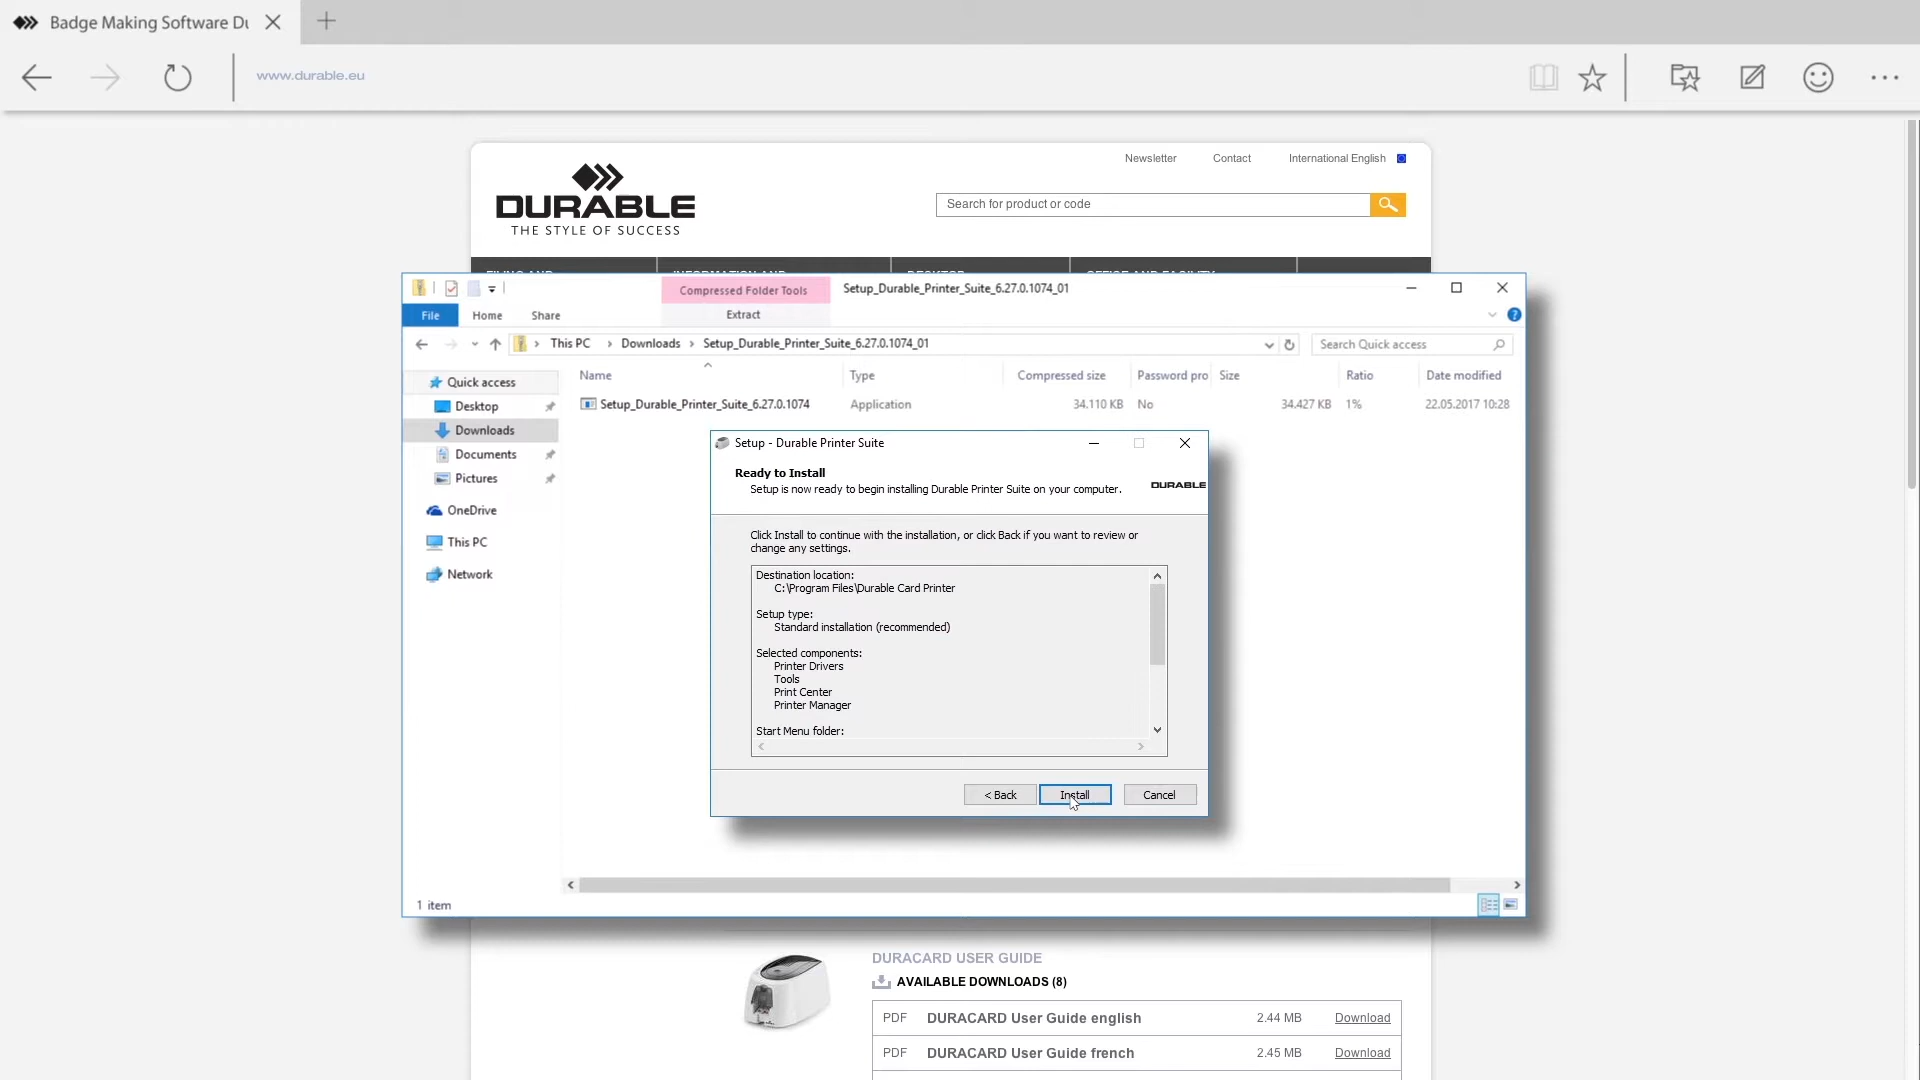 Badge Making Software Du
www.durable.eu
Newsletter
Contact
International English
DURABLE
THE STYLE OF SUCCESS
Search for product or code
FILING AND
INFORMATION AND
DESKTOP
OFFICE AND FACILITY
Compressed Folder Tools
Setup_Durable_Printer_Suite_6.27.0.1074_01
File
Home
Share
Extract
This PC
Downloads
Setup_Durable_Printer_Suite_6.27.0.1074_01
Search Quick access
Name
Type
Compressed size
Password pro
Size
Ratio
Date modified
Setup_Durable_Printer_Suite_6.27.0.1074
Application
34.110 KB
No
34.427 KB
1%
22.05.2017 10:28
Quick access
Desktop
Downloads
Documents
Pictures
OneDrive
This PC
Network
Setup - Durable Printer Suite
Ready to Install
Setup is now ready to begin installing Durable Printer Suite on your computer.
DURABLE
Click Install to continue with the installation, or click Back if you want to review or
change any settings.
Destination location:
C:\Program Files\Durable Card Printer
Setup type:
Standard installation (recommended)
Selected components:
Printer Drivers
Tools
Print Center
Printer Manager
Start Menu folder:
< Back
Install
Cancel
1 item
DURACARD USER GUIDE
AVAILABLE DOWNLOADS (8)
PDF DURACARD User Guide english 2.44 MB Download
PDF DURACARD User Guide french 2.45 MB Download